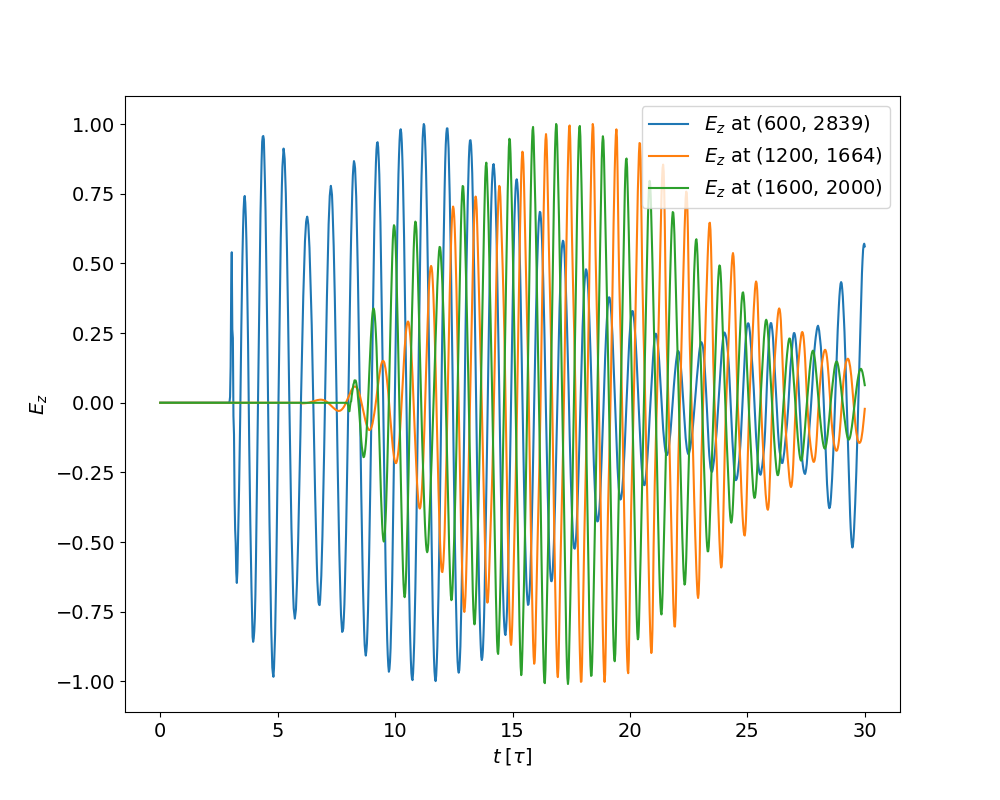 E_z at (600, 2839)
E_z at (1200, 1664)
E_z at (1600, 2000)
1.00
0.75
0.50
0.25
0.00
−0.25
−0.50
−0.75
−1.00
E_z
0 5 10 15 20 25 30
t [τ]